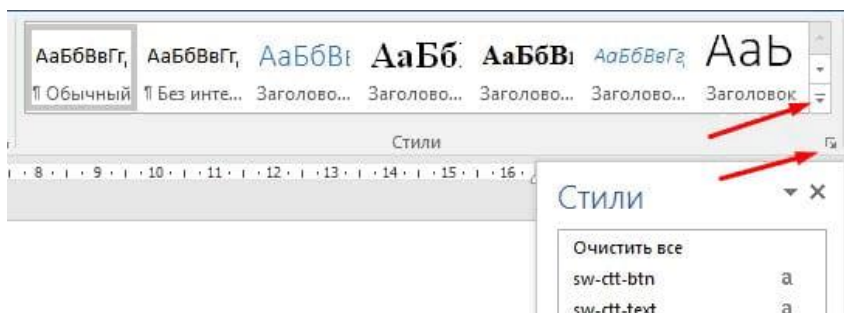 АаБбВвГг, АаБбВвГг, АаБбВı АаБб. АаБбВı АаБбВвГг АаЬ
¶ Обычный ¶ Без инте... Заголово... Заголово... Заголово... Заголово... Заголовок
Стили
8 · 9 · 10 · 11 · 12 · 13 · 14 · 15 · 16
Стили
Очистить все
sw-ctt-btn a
sw-ctt-text a